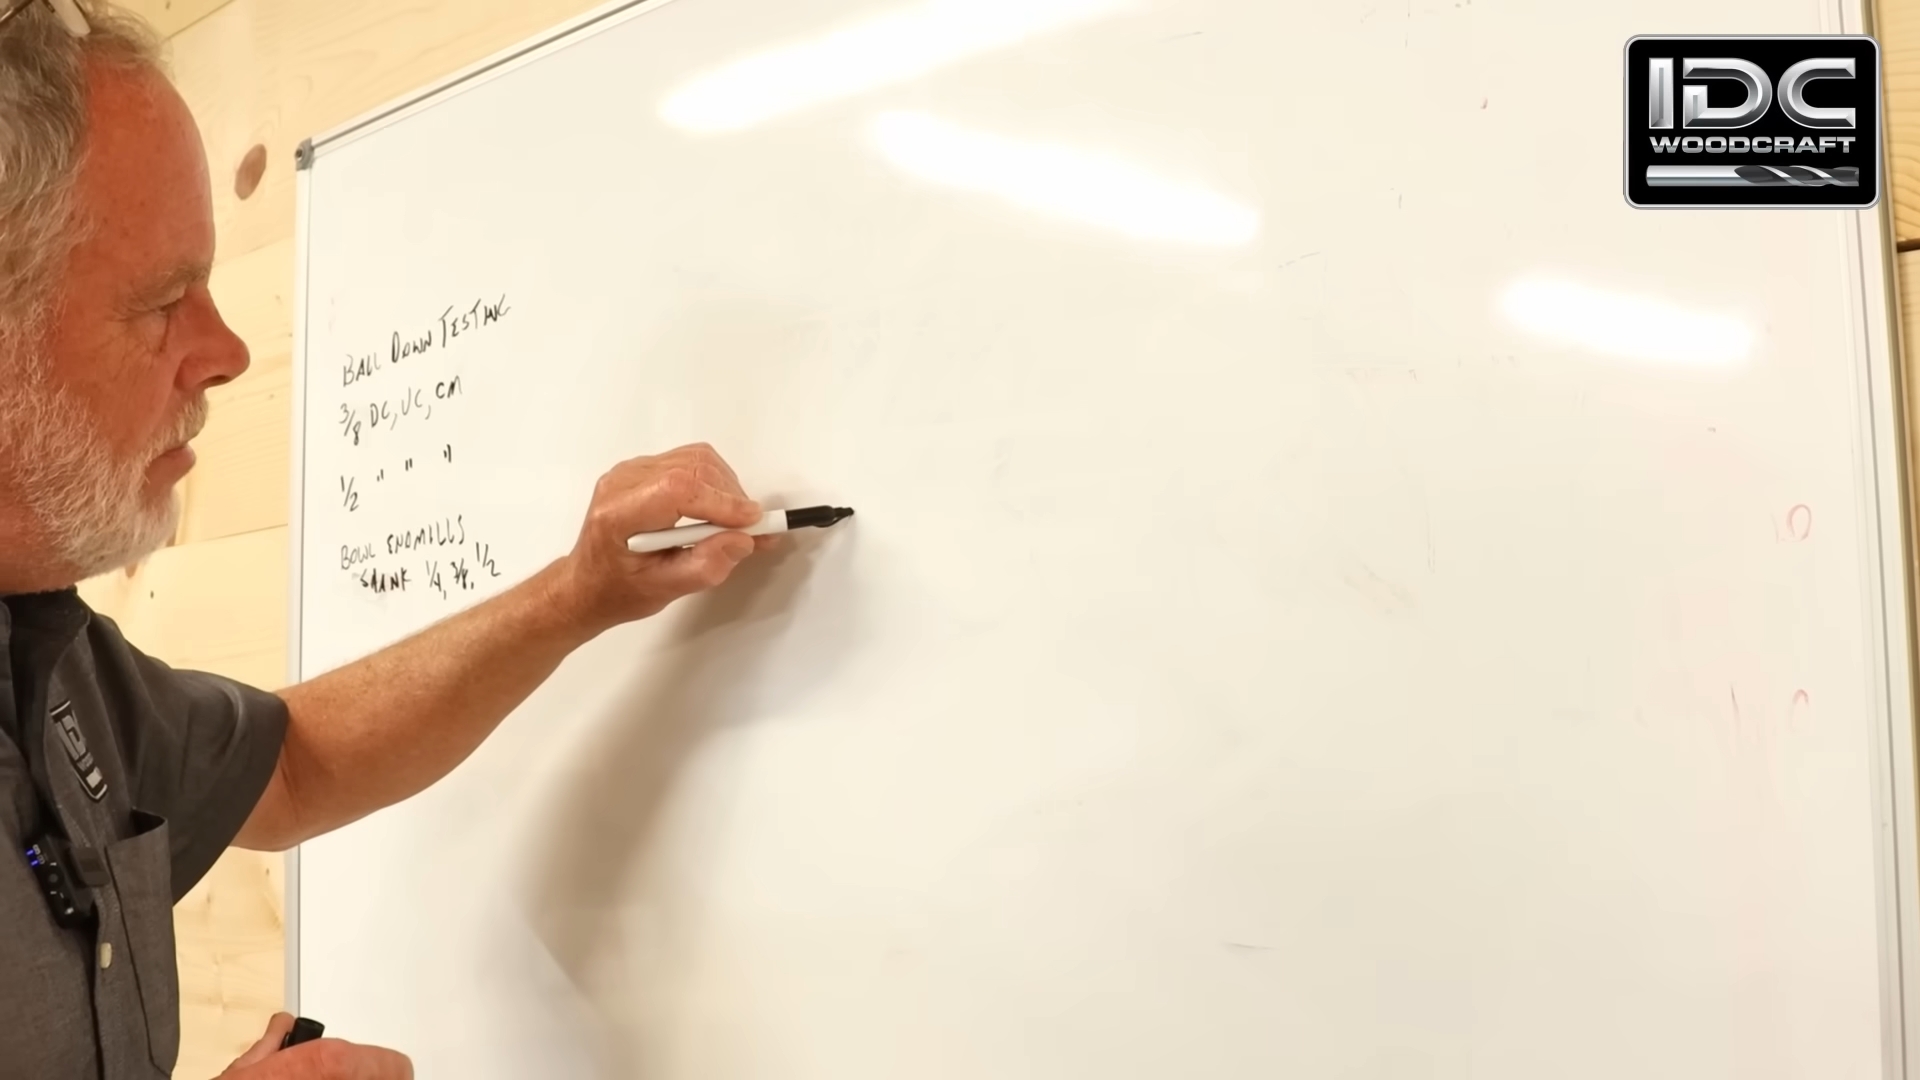 BALL DOWN TESTING
3/8 DC, UC, CM
1/2 " " "
BOWL ENDMILLS
SHANK 1/4, 3/8, 1/2
IDC
WOODCRAFT
IDC